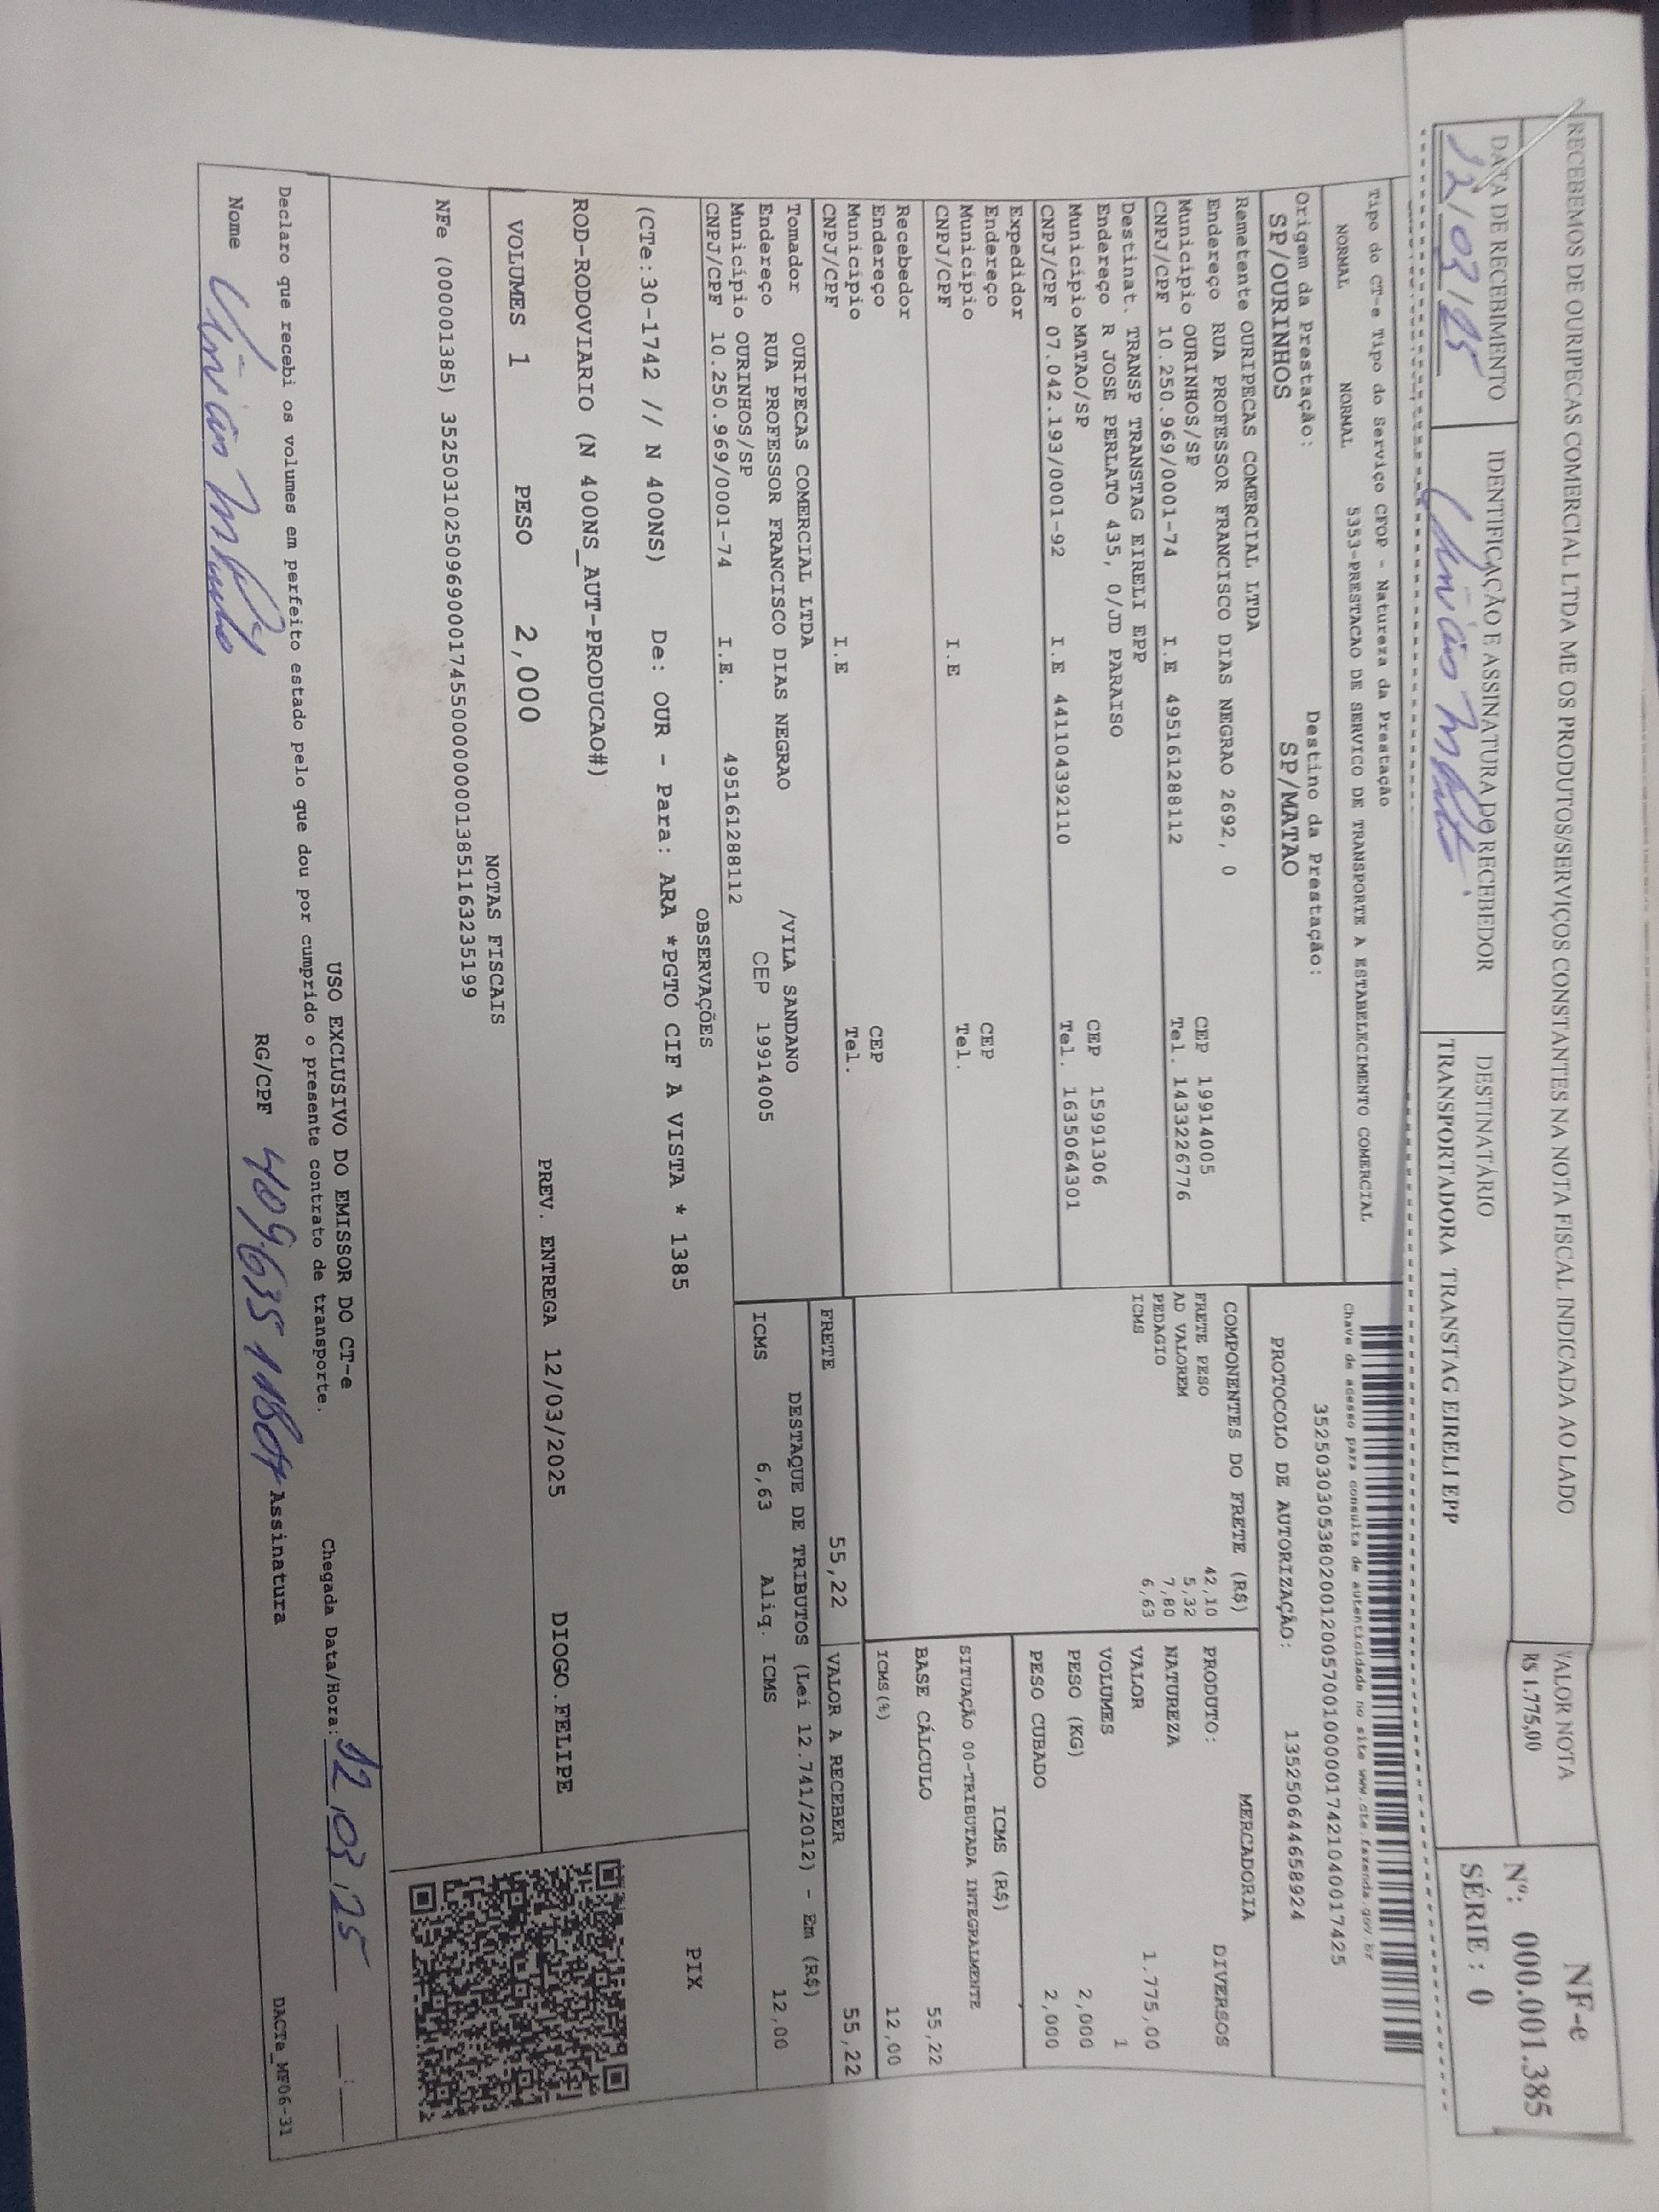 RECEBEMOS DE OURIPECAS COMERCIAL LTDA ME OS PRODUTOS/SERVIÇOS CONSTANTES NA NOTA FISCAL INDICADA AO LADO
VALOR NOTA
R$ 1.775,00
NF-e
Nº: 000.001.385
SÉRIE : 0
DATA DE RECEBIMENTO
12/03/25
IDENTIFICAÇÃO E ASSINATURA DO RECEBEDOR
DESTINATÁRIO
TRANSPORTADORA TRANSTAG EIRELI EPP
Tipo do CT-e Tipo do Serviço CFOP - Natureza da Prestação
NORMAL NORMAL 5353-PRESTACAO DE SERVICO DE TRANSPORTE A ESTABELECIMENTO COMERCIAL
Chave de acesso para consulta de autenticidade no site www.cte.fazenda.gov.br
Origem da Prestação: Destino da Prestação:
SP/OURINHOS SP/MATAO
PROTOCOLO DE AUTORIZAÇÃO: 135250644658924
Remetente OURIPECAS COMERCIAL LTDA
Endereço RUA PROFESSOR FRANCISCO DIAS NEGRAO 2692, 0
Município OURINHOS/SP CEP 19914005
CNPJ/CPF 10.250.969/0001-74 I.E 495161288112 Tel. 1433226776
Destinat. TRANSP TRANSTAG EIRELI EPP
Endereço R JOSE PERLATO 435, 0/JD PARAISO
Município MATAO/SP CEP 15991306
CNPJ/CPF 07.042.193/0001-92 I.E 441104392110 Tel. 1635064301
Expedidor
Endereço
Município CEP
CNPJ/CPF I.E Tel.
Recebedor
Endereço
Município CEP
CNPJ/CPF I.E Tel.
Tomador OURIPECAS COMERCIAL LTDA
Endereço RUA PROFESSOR FRANCISCO DIAS NEGRAO /VILA SANDANO
Município OURINHOS/SP CEP 19914005
CNPJ/CPF 10.250.969/0001-74 I.E. 495161288112
COMPONENTES DO FRETE (R$)
FRETE PESO 42,10
AD VALOREM 5,32
PEDAGIO 7,80
ICMS 6,63
MERCADORIA
PRODUTO: DIVERSOS
NATUREZA
VALOR 1.775,00
VOLUMES 1
PESO (KG) 2,000
PESO CUBADO 2,000
ICMS (R$)
SITUAÇÃO 00-TRIBUTADA INTEGRALMENTE
BASE CÁLCULO 55,22
ICMS(%) 12,00
FRETE 55,22 VALOR A RECEBER 55,22
DESTAQUE DE TRIBUTOS (Lei 12.741/2012) - Em (R$)
ICMS 6,63 Aliq. ICMS 12,00
OBSERVAÇÕES
(CTe:30-1742 // N 400NS) De: OUR - Para: ARA *PGTO CIF A VISTA * 1385
ROD-RODOVIARIO (N 400NS_AUT-PRODUCAO#)
PIX
VOLUMES 1 PESO 2,000 PREV. ENTREGA 12/03/2025 DIOGO.FELIPE
NOTAS FISCAIS
NFe (000001385)
USO EXCLUSIVO DO EMISSOR DO CT-e
Declaro que recebi os volumes em perfeito estado pelo que dou por cumprido o presente contrato de transporte.
Chegada Data/Hora: 12 03 25 __:__
Nome RG/CPF Assinatura
DACTe_MF06-31